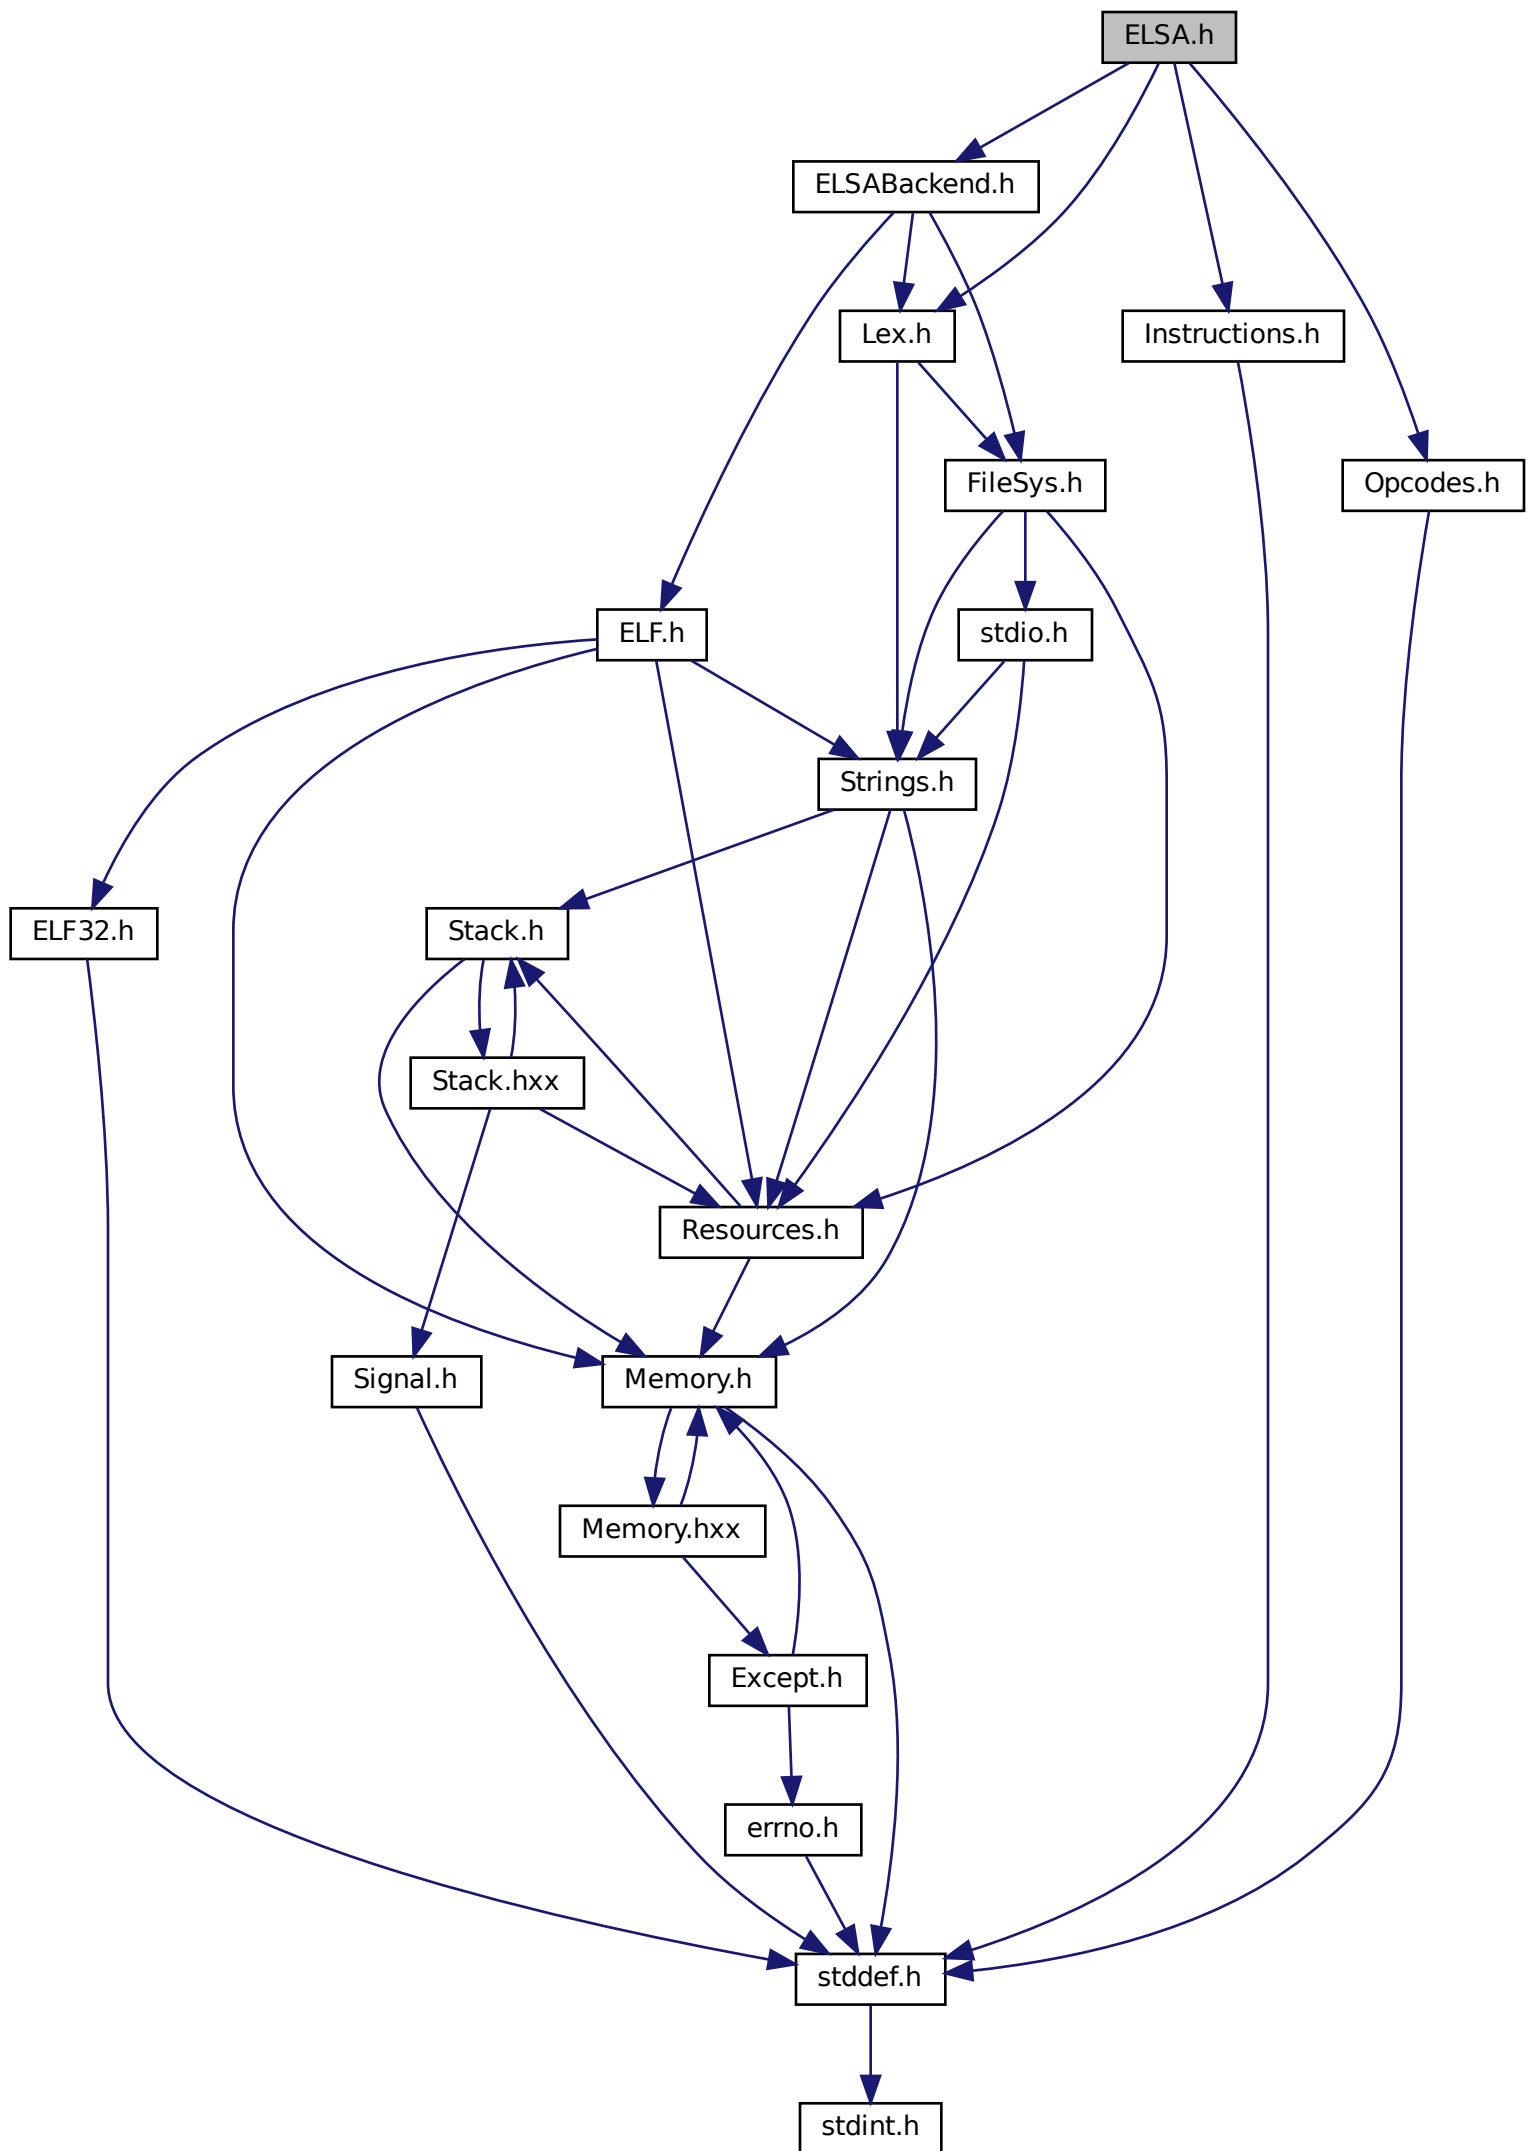 ELSA.h
ELSABackend.h
Lex.h
Instructions.h
FileSys.h
Opcodes.h
ELF.h
stdio.h
Strings.h
ELF32.h
Stack.h
Stack.hxx
Resources.h
Signal.h
Memory.h
Memory.hxx
Except.h
errno.h
stddef.h
stdint.h